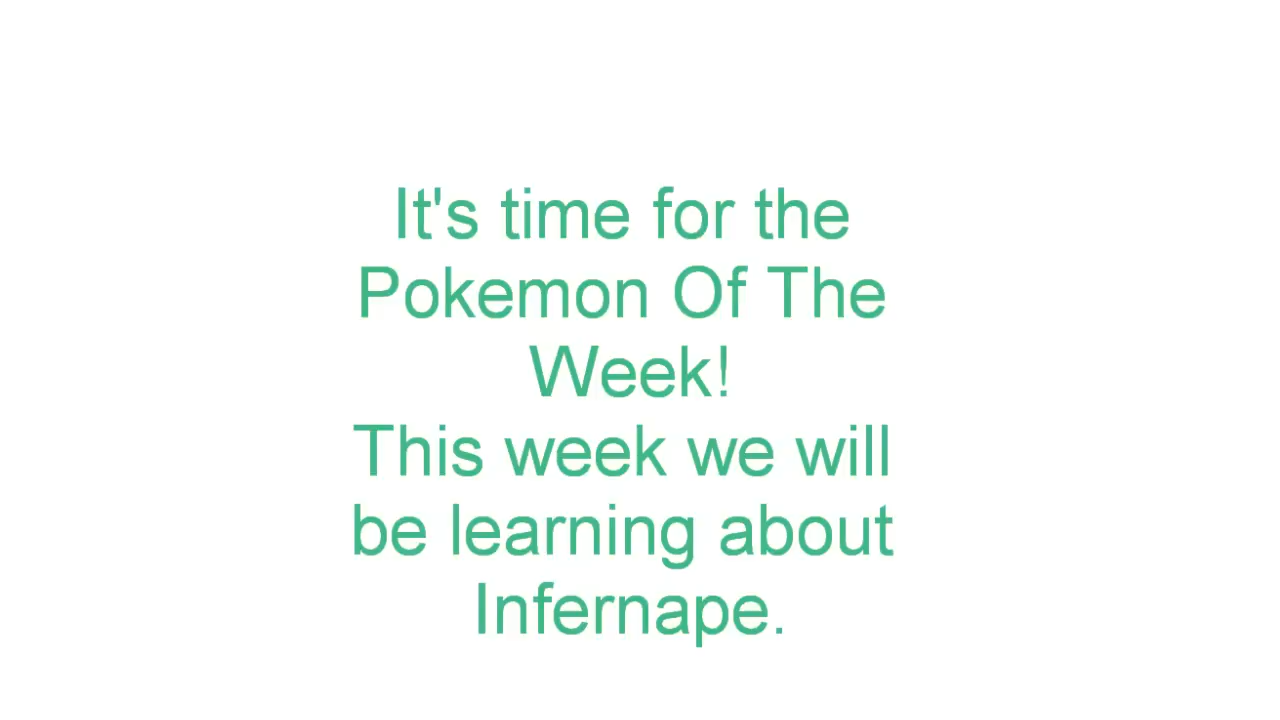 It's time for the
Pokemon Of The
Week!
This week we will
be learning about
Infernape.